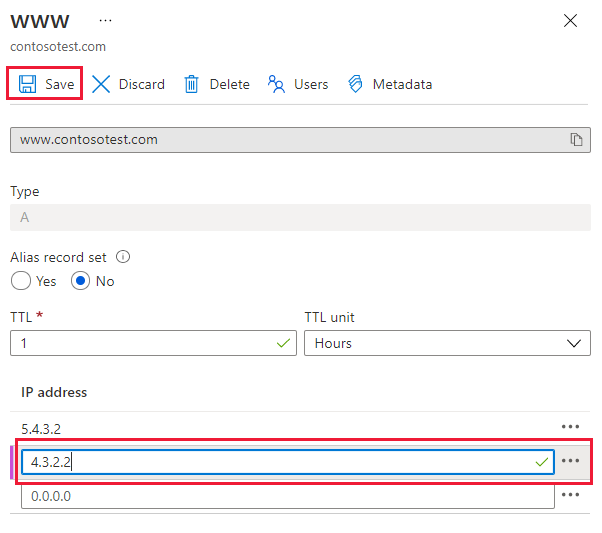 www ...
contosotest.com
Save Discard Delete Users Metadata
www.contosotest.com
Type
A
Alias record set
Yes No
TTL * TTL unit
1 Hours
IP address
5.4.3.2
4.3.2.2
0.0.0.0